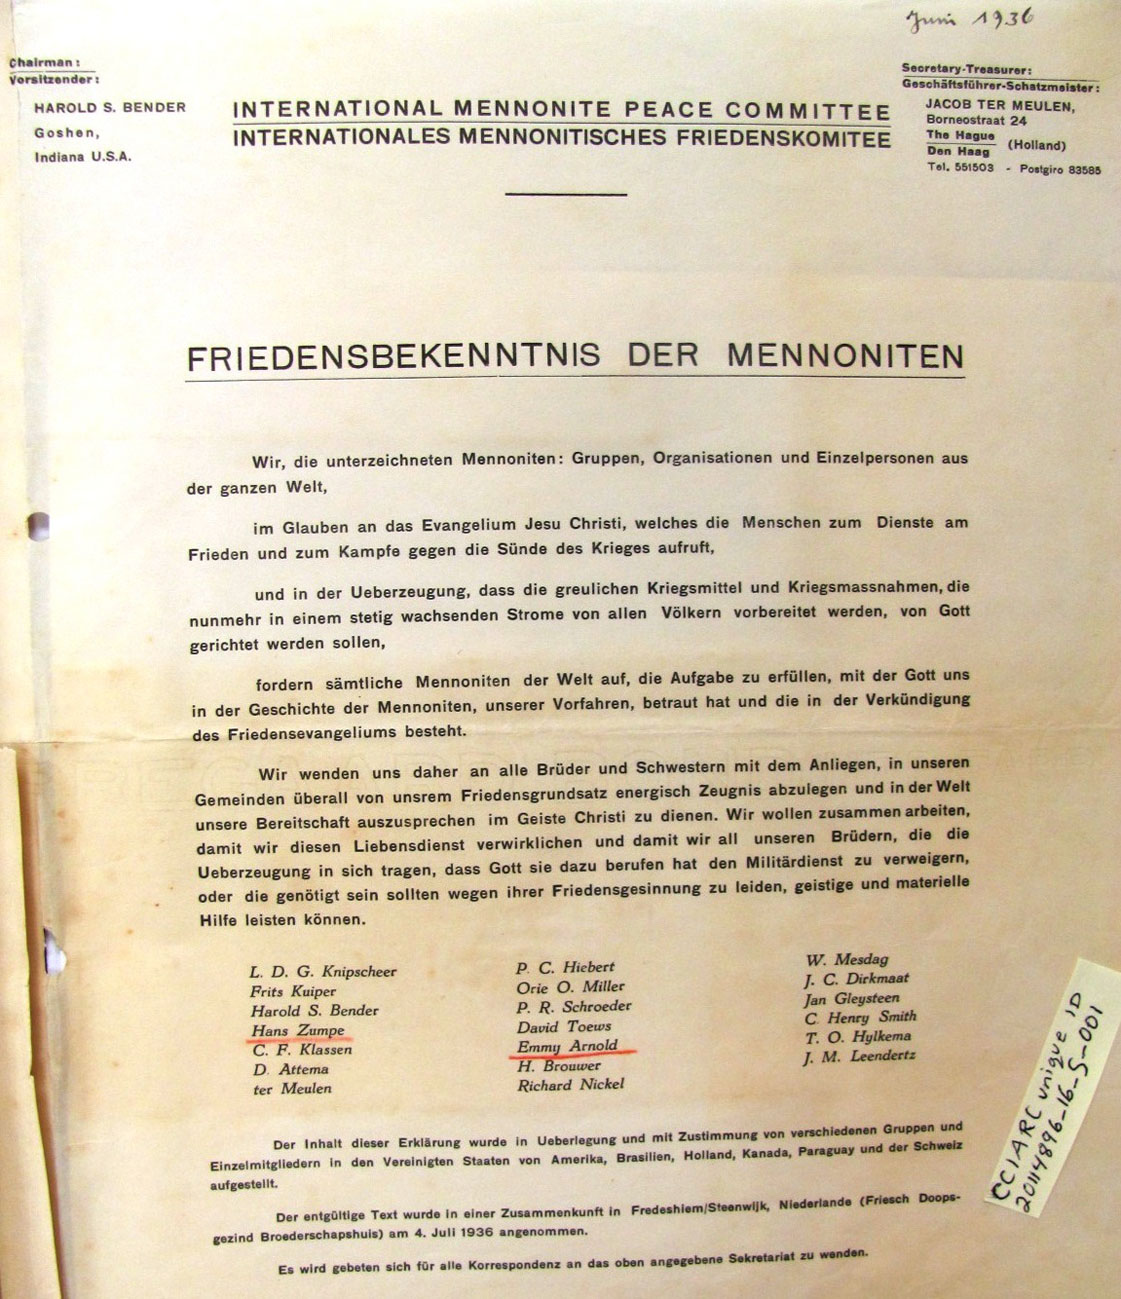 Juni 1936
Chairman:
Vorsitzender:
HAROLD S. BENDER
Goshen,
Indiana U.S.A.
INTERNATIONAL MENNONITE PEACE COMMITTEE
INTERNATIONALES MENNONITISCHES FRIEDENSKOMITEE
Secretary-Treasurer:
Geschäftsführer-Schatzmeister:
JACOB TER MEULEN,
Borneostraat 24
The Hague
Den Haag (Holland)
Tel. 551503 - Postgiro 83585
FRIEDENSBEKENNTNIS DER MENNONITEN
Wir, die unterzeichneten Mennoniten: Gruppen, Organisationen und Einzelpersonen aus
der ganzen Welt,
im Glauben an das Evangelium Jesu Christi, welches die Menschen zum Dienste am
Frieden und zum Kampfe gegen die Sünde des Krieges aufruft,
und in der Ueberzeugung, dass die greulichen Kriegsmittel und Kriegsmassnahmen, die
nunmehr in einem stetig wachsenden Strome von allen Völkern vorbereitet werden, von Gott
gerichtet werden sollen,
fordern sämtliche Mennoniten der Welt auf, die Aufgabe zu erfüllen, mit der Gott uns
in der Geschichte der Mennoniten, unserer Vorfahren, betraut hat und die in der Verkündigung
des Friedensevangeliums besteht.
Wir wenden uns daher an alle Brüder und Schwestern mit dem Anliegen, in unseren
Gemeinden überall von unsrem Friedensgrundsatz energisch Zeugnis abzulegen und in der Welt
unsere Bereitschaft auszusprechen im Geiste Christi zu dienen. Wir wollen zusammen arbeiten,
damit wir diesen Liebensdienst verwirklichen und damit wir all unseren Brüdern, die die
Ueberzeugung in sich tragen, dass Gott sie dazu berufen hat den Militärdienst zu verweigern,
oder die genötigt sein sollten wegen ihrer Friedensgesinnung zu leiden, geistige und materielle
Hilfe leisten können.
L. D. G. Knipscheer
Frits Kuiper
Harold S. Bender
Hans Zumpe
C. F. Klassen
D. Attema
ter Meulen
P. C. Hiebert
Orie O. Miller
P. R. Schroeder
David Toews
Emmy Arnold
H. Brouwer
Richard Nickel
W. Mesdag
J. C. Dirkmaat
Jan Gleysteen
C. Henry Smith
T. O. Hylkema
J. M. Leendertz
Der Inhalt dieser Erklärung wurde in Ueberlegung und mit Zustimmung von verschiedenen Gruppen und
Einzelmitgliedern in den Vereinigten Staaten von Amerika, Brasilien, Holland, Kanada, Paraguay und der Schweiz
aufgestellt.
Der entgültige Text wurde in einer Zusammenkunft in Fredeshiem/Steenwijk, Niederlande (Friesch Doops-
gezind Broederschapshuis) am 4. Juli 1936 angenommen.
Es wird gebeten sich für alle Korrespondenz an das oben angegebene Sekretariat zu wenden.
CCIARC unique ID
20114896-16_S-001